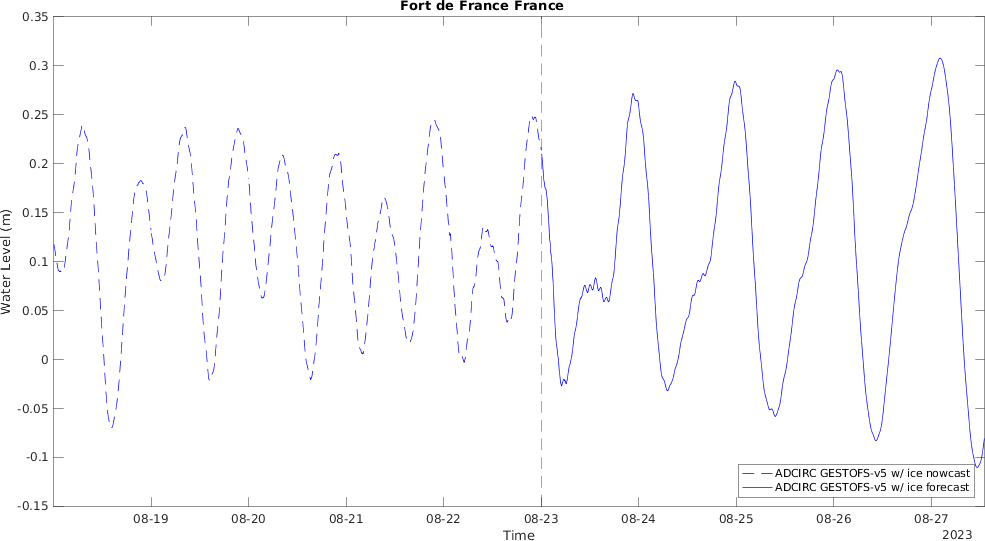 Fort de France France
0.35
0.3
0.25
0.2
0.15
0.1
0.05
0
-0.05
-0.1
-0.15
Water Level (m)
ADCIRC GESTOFS-v5 w/ ice nowcast
ADCIRC GESTOFS-v5 w/ ice forecast
08-19 08-20 08-21 08-22 08-23 08-24 08-25 08-26 08-27
Time
2023